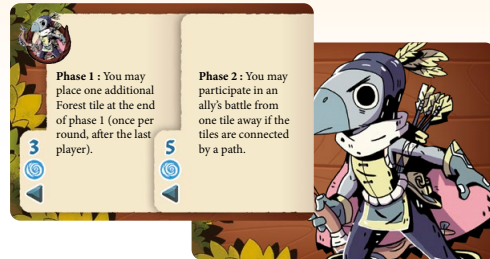 Phase 1 : You may
place one additional
Forest tile at the end
of phase 1 (once per
round, after the last
player).
3
Phase 2 : You may
participate in an
ally's battle from
one tile away if the
tiles are connected
by a path.
5